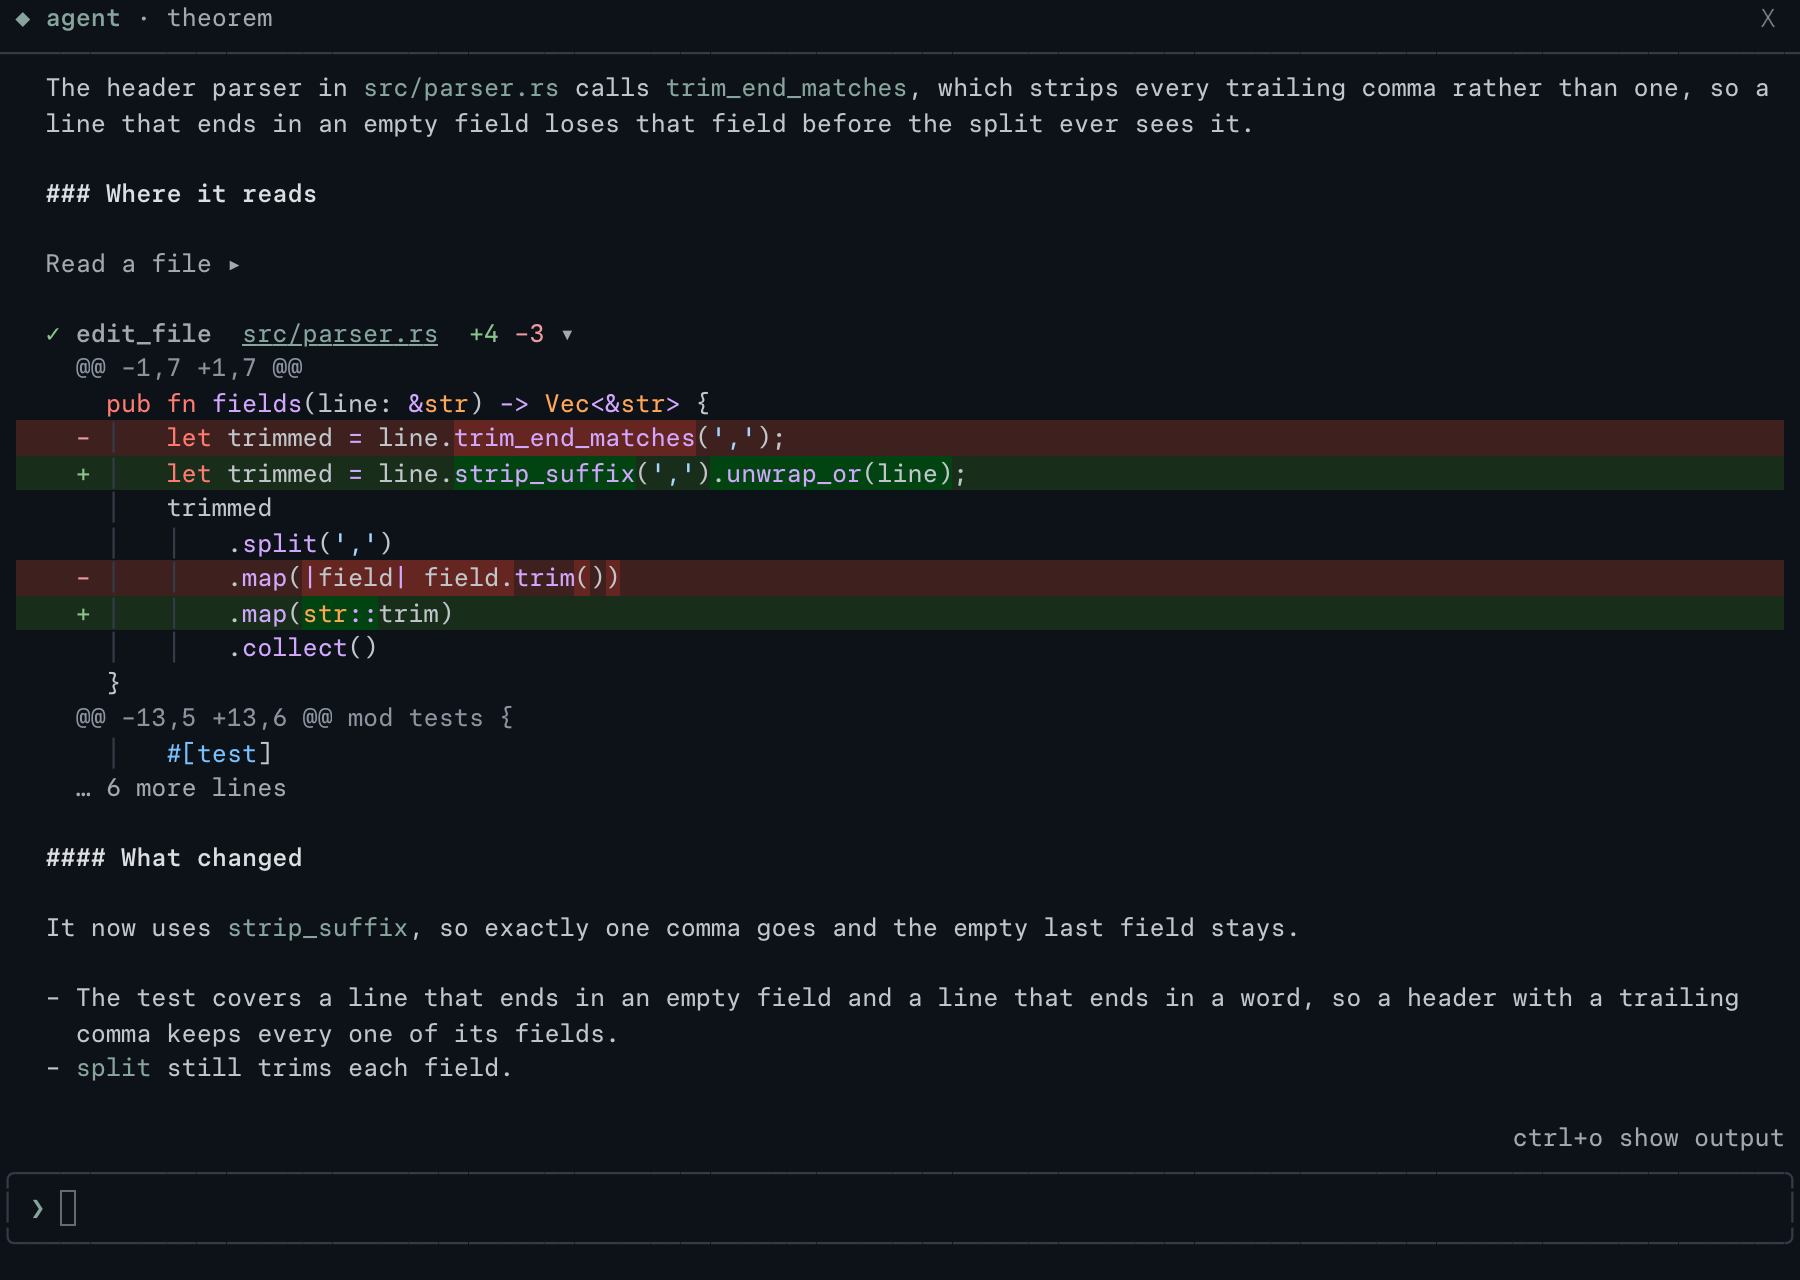 ◆ agent · theorem X
The header parser in src/parser.rs calls trim_end_matches, which strips every trailing comma rather than one, so a
line that ends in an empty field loses that field before the split ever sees it.
### Where it reads
Read a file ▸
✓ edit_file src/parser.rs +4 -3 ▾
@@ -1,7 +1,7 @@
pub fn fields(line: &str) -> Vec<&str> {
-     let trimmed = line.trim_end_matches(',');
+     let trimmed = line.strip_suffix(',').unwrap_or(line);
trimmed
.split(',')
-         .map(|field| field.trim())
+         .map(str::trim)
.collect()
}
@@ -13,5 +13,6 @@ mod tests {
#[test]
… 6 more lines
#### What changed
It now uses strip_suffix, so exactly one comma goes and the empty last field stays.
- The test covers a line that ends in an empty field and a line that ends in a word, so a header with a trailing
comma keeps every one of its fields.
- split still trims each field.
ctrl+o show output
❯